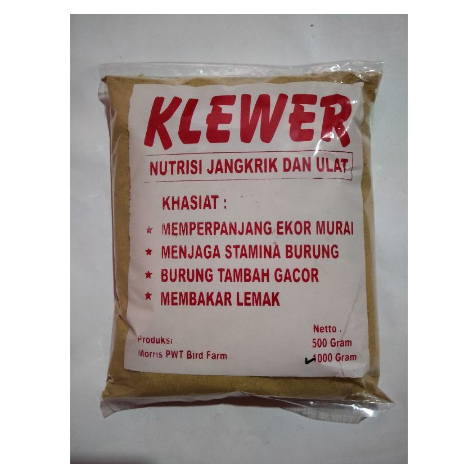 KLEWER
NUTRISI JANGKRIK DAN ULAT
KHASIAT :
★ MEMPERPANJANG EKOR MURAI
★ MENJAGA STAMINA BURUNG
★ BURUNG TAMBAH GACOR
★ MEMBAKAR LEMAK
Netto :
500 Gram
✓1000 Gram
Produksi
Morris PWT Bird Farm